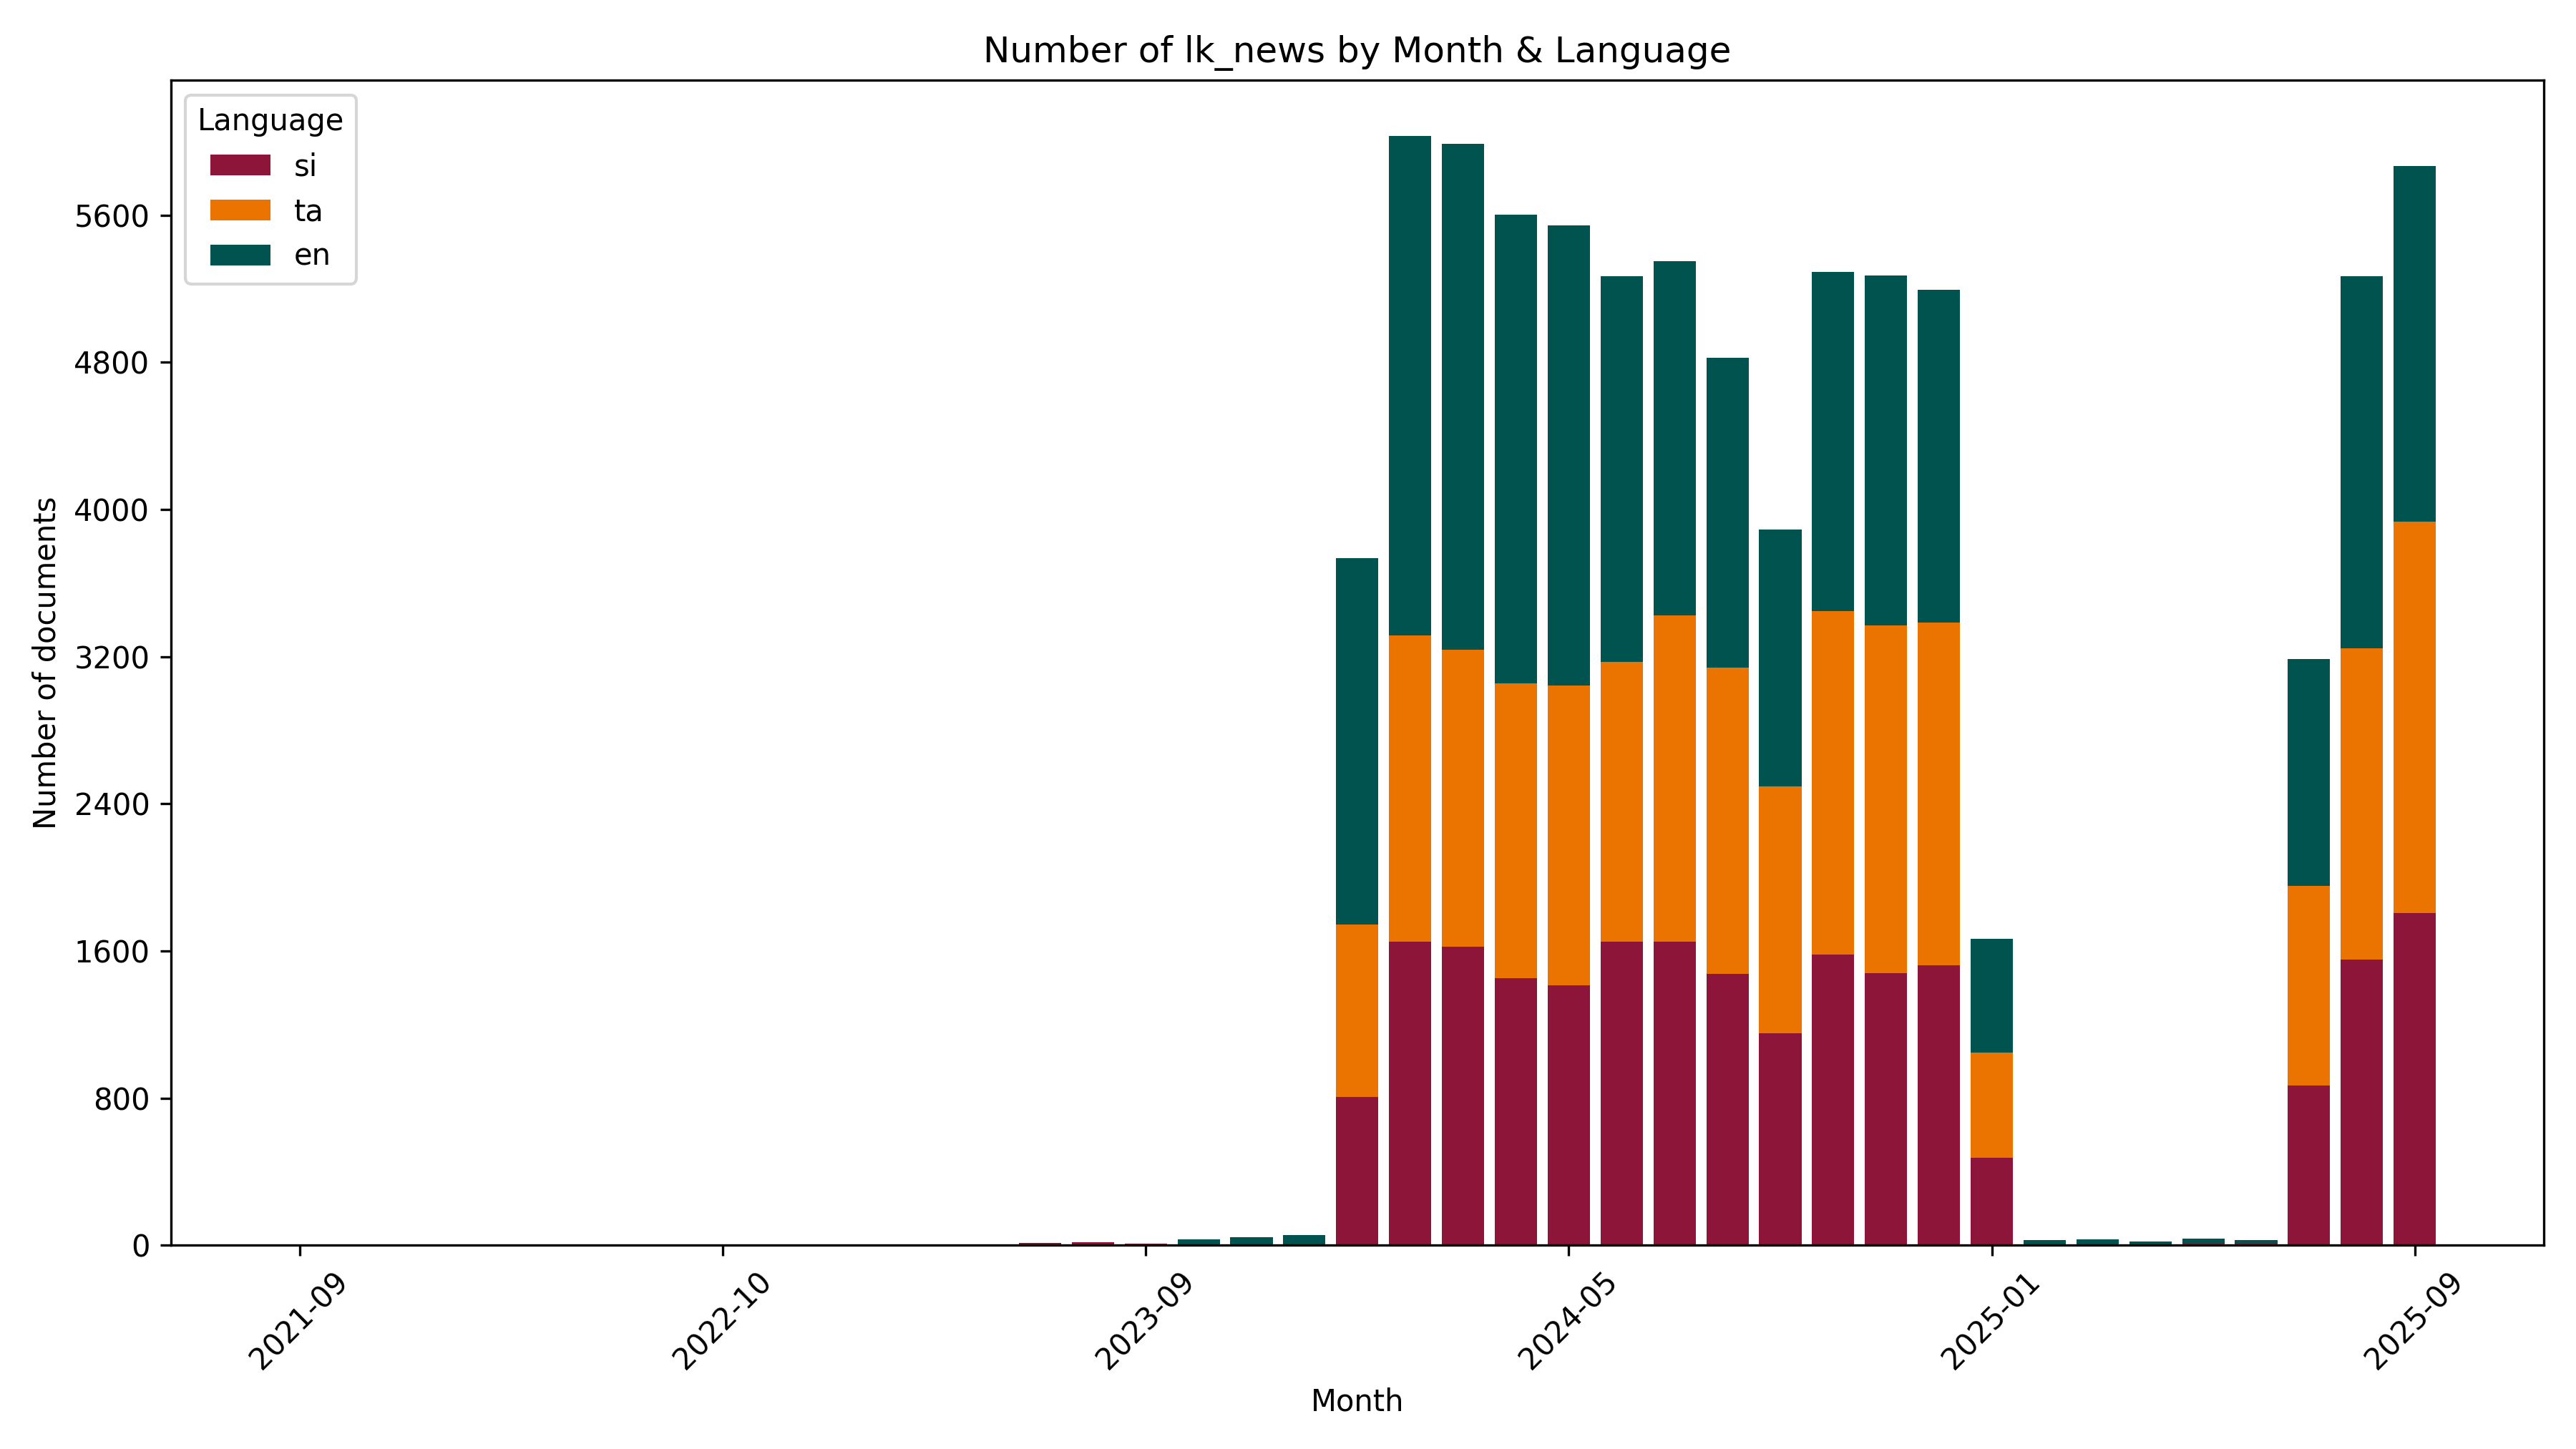 Number of lk_news by Month & Language
Language
si
ta
en
5600
4800
4000
3200
2400
1600
800
0
Number of documents
2021-09
2022-10
2023-09
2024-05
2025-01
2025-09
Month